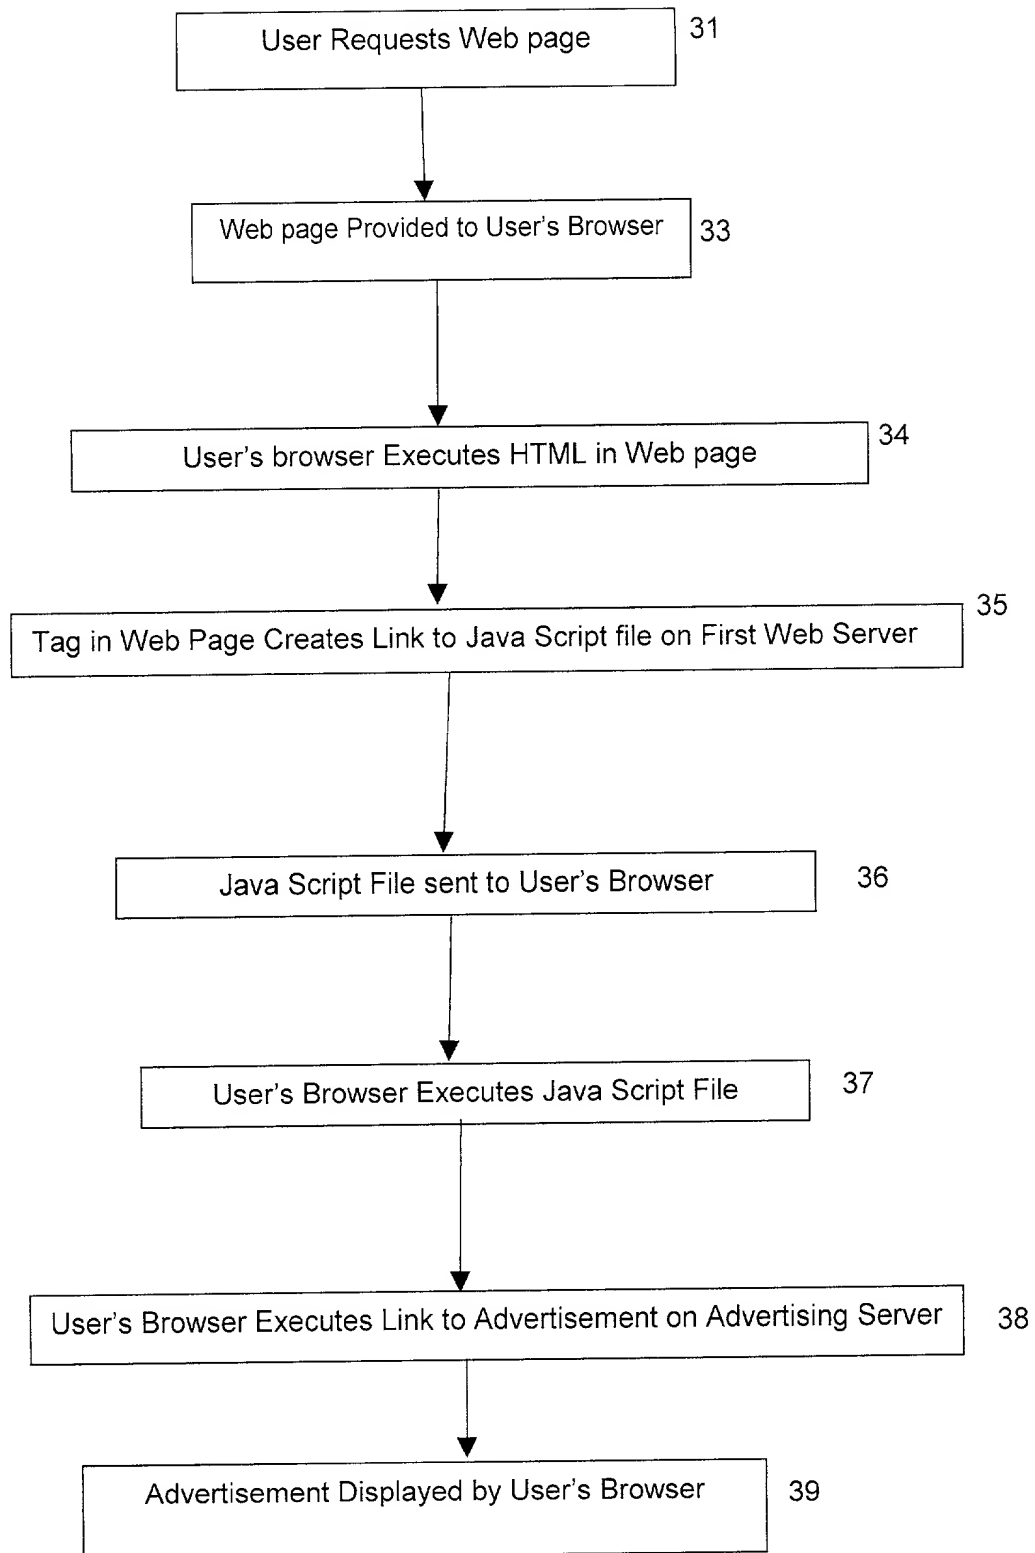 User Requests Web page
31
Web page Provided to User's Browser
33
User's browser Executes HTML in Web page
34
Tag in Web Page Creates Link to Java Script file on First Web Server
35
Java Script File sent to User's Browser
36
User's Browser Executes Java Script File
37
User's Browser Executes Link to Advertisement on Advertising Server
38
Advertisement Displayed by User's Browser
39